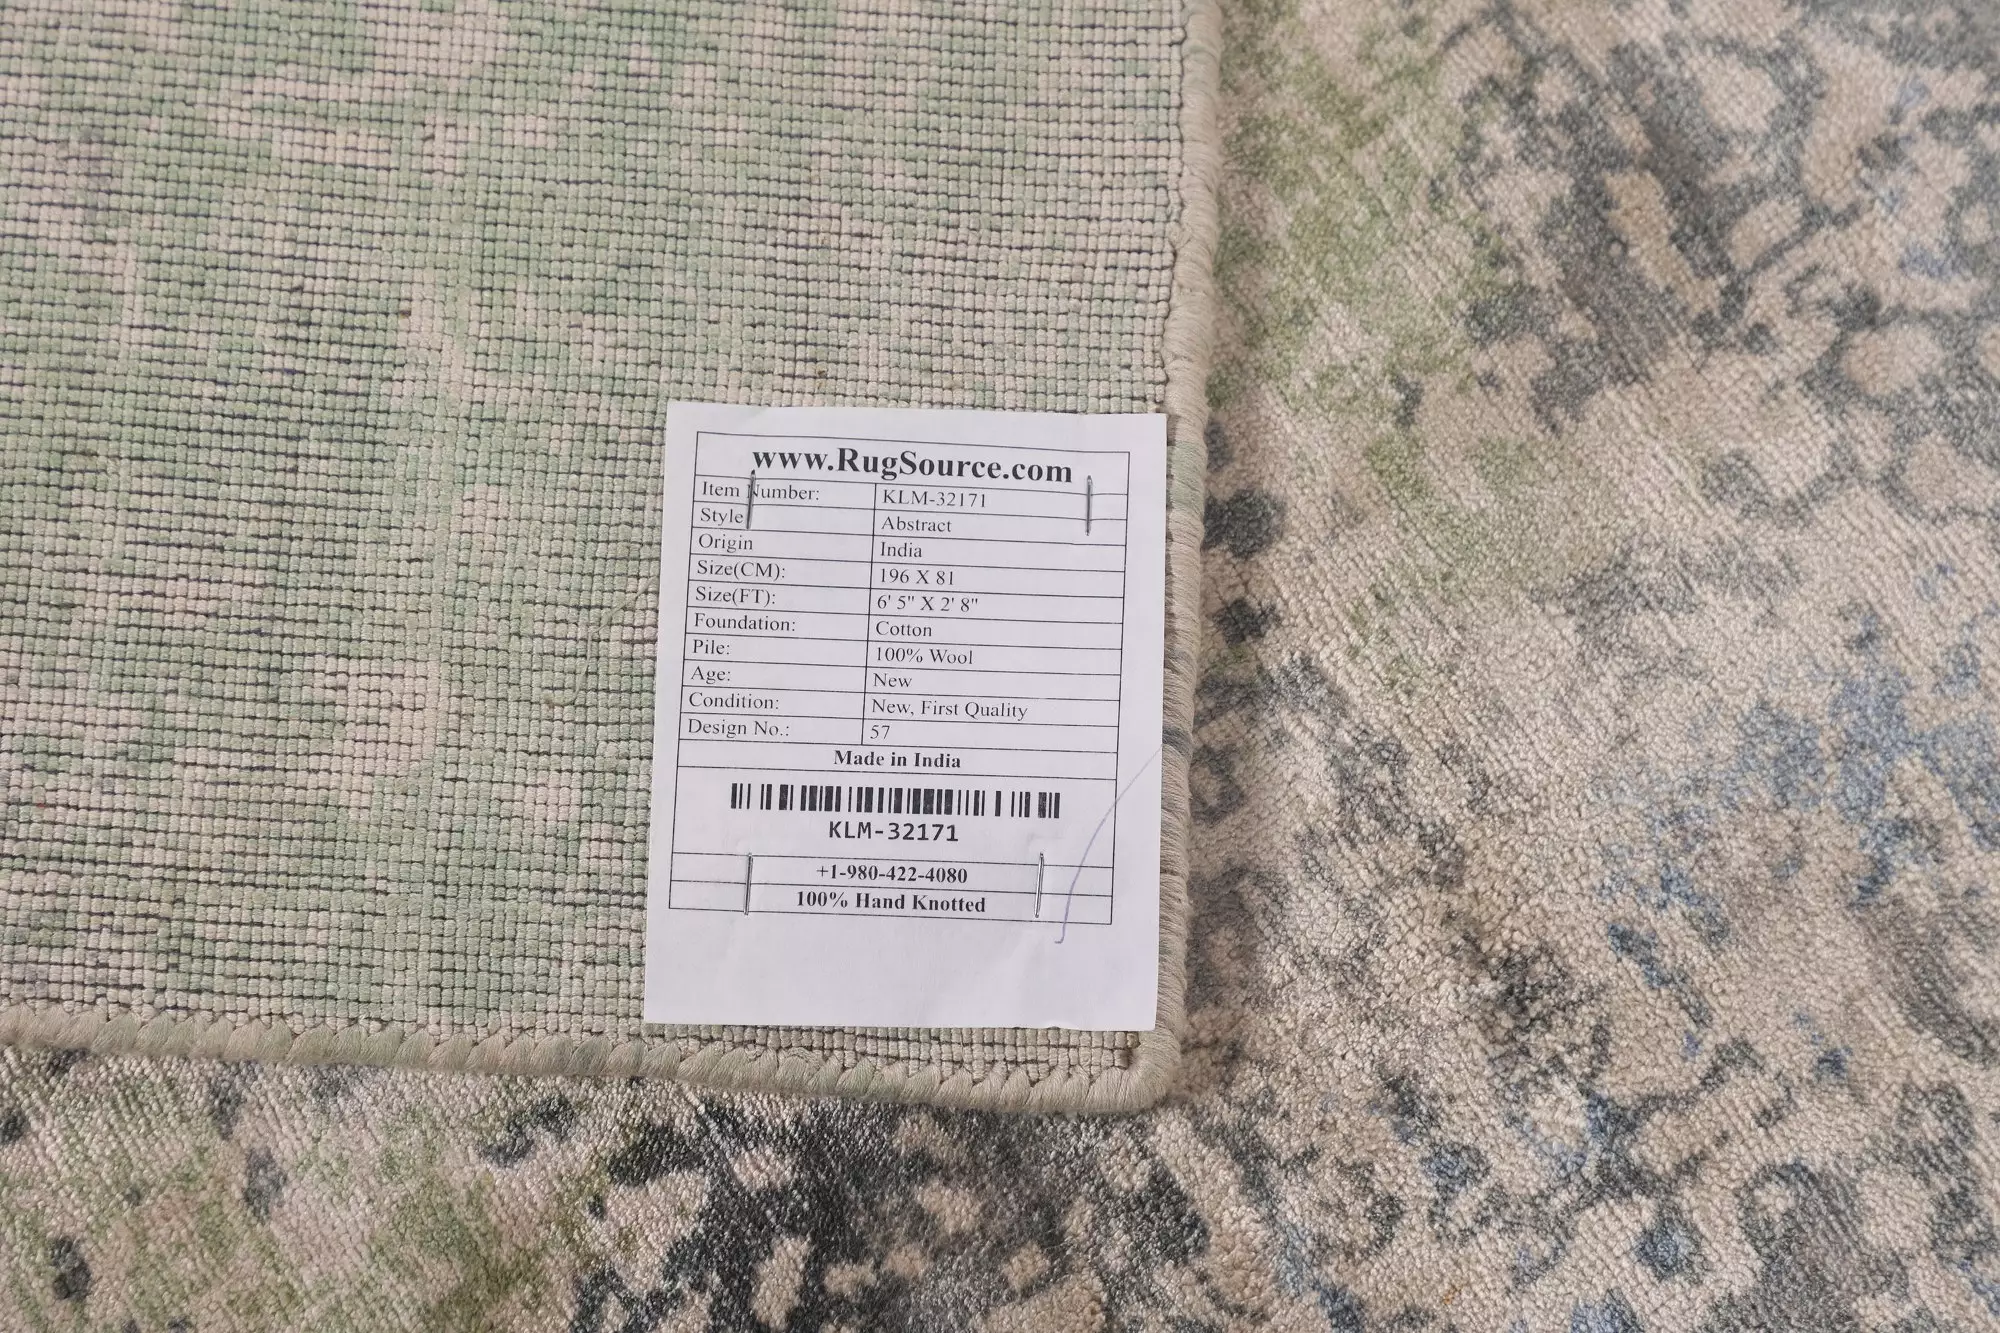 www.RugSource.com
Item Number: KLM-32171
Style Abstract
Origin India
Size(CM): 196 X 81
Size(FT): 6' 5" X 2' 8"
Foundation: Cotton
Pile: 100% Wool
Age: New
Condition: New, First Quality
Design No.: 57
Made in India
KLM-32171
+1-980-422-4080
100% Hand Knotted